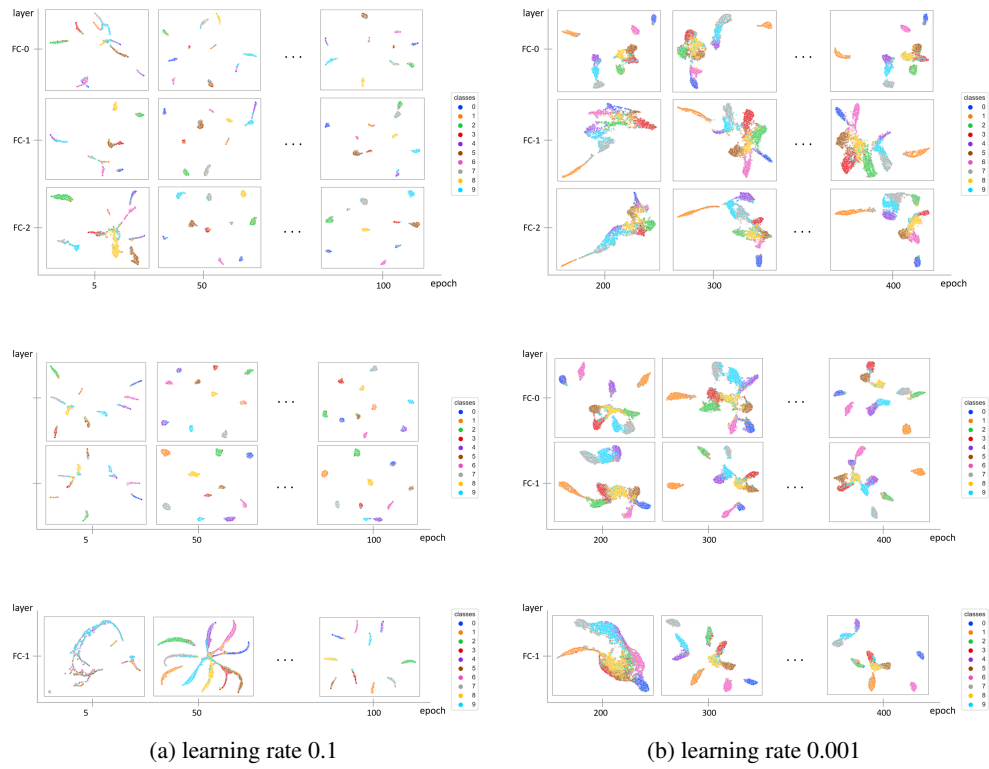 layer
FC-0
FC-1
FC-2
. . .
. . .
. . .
5
50
100
epoch
classes
0
1
2
3
4
5
6
7
8
9
layer
FC-0
FC-1
FC-2
. . .
. . .
. . .
200
300
400
epoch
classes
0
1
2
3
4
5
6
7
8
9
layer
. . .
. . .
5
50
100
epoch
classes
0
1
2
3
4
5
6
7
8
9
layer
FC-0
FC-1
. . .
. . .
200
300
400
epoch
classes
0
1
2
3
4
5
6
7
8
9
layer
FC-1
. . .
5
50
100
epoch
classes
0
1
2
3
4
5
6
7
8
9
layer
FC-1
. . .
200
300
400
epoch
classes
0
1
2
3
4
5
6
7
8
9
(a) learning rate 0.1
(b) learning rate 0.001